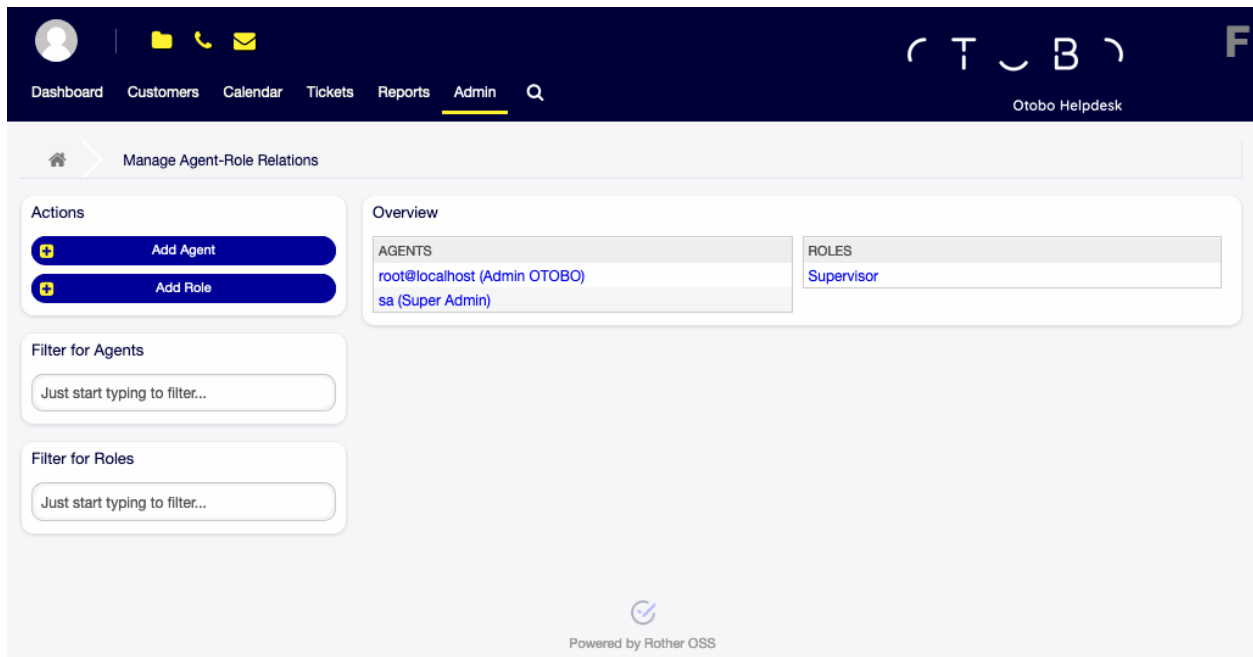 OTOBO
F
Dashboard Customers Calendar Tickets Reports Admin
Otobo Helpdesk
Manage Agent-Role Relations
Actions
Add Agent
Add Role
Filter for Agents
Just start typing to filter...
Filter for Roles
Just start typing to filter...
Overview
AGENTS
root@localhost (Admin OTOBO)
sa (Super Admin)
ROLES
Supervisor
Powered by Rother OSS